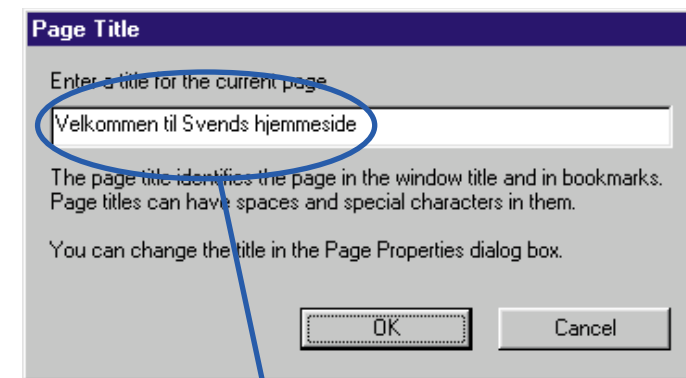 Page Title
Enter a title for the current page
Velkommen til Svends hjemmeside
The page title identifies the page in the window title and in bookmarks.
Page titles can have spaces and special characters in them.
You can change the title in the Page Properties dialog box.
OK
Cancel